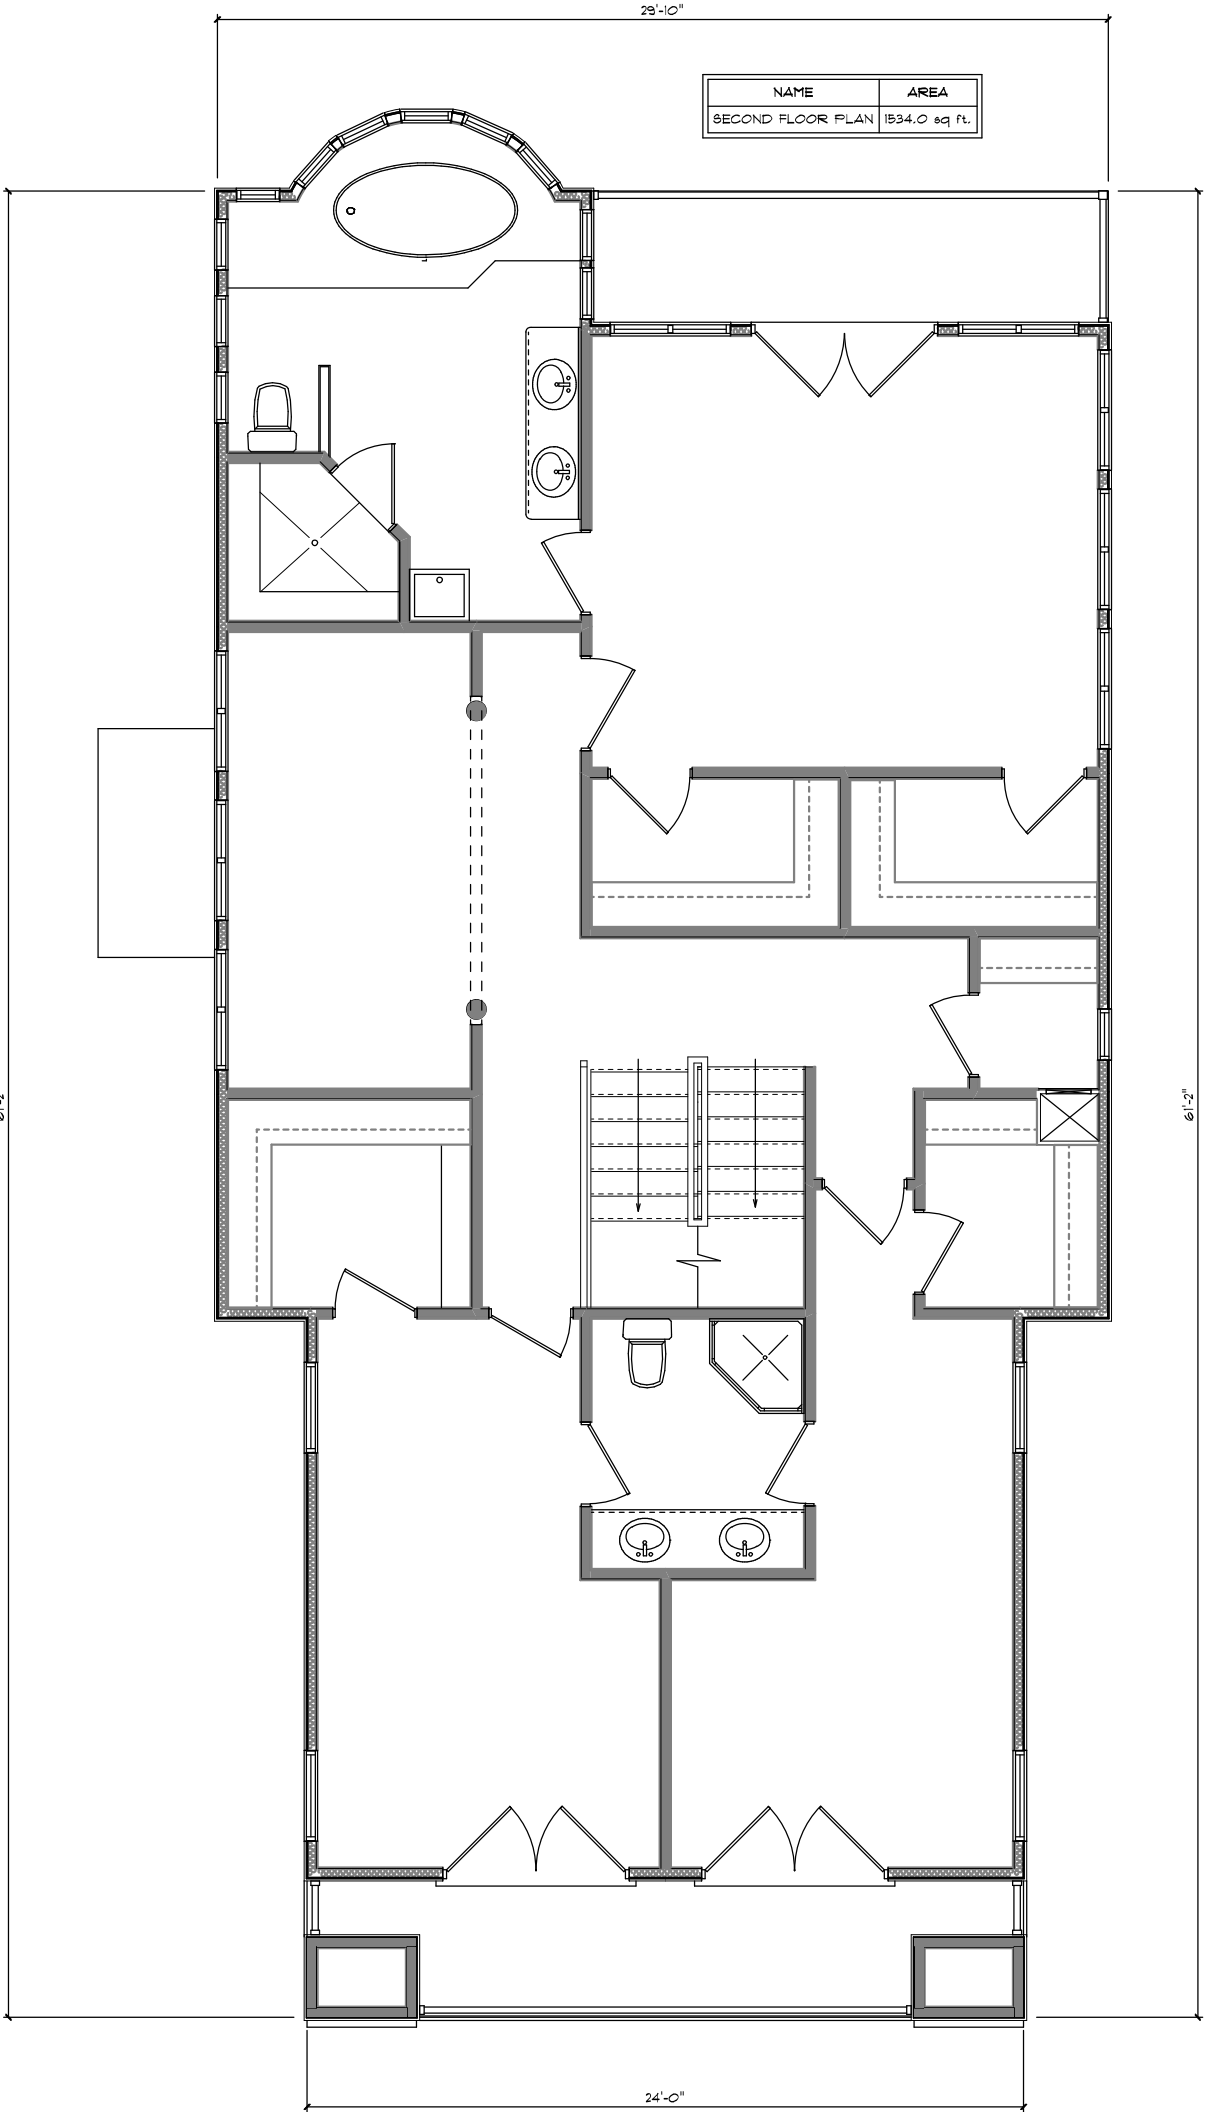 29'-10"
NAME AREA
SECOND FLOOR PLAN 1534.0 sq ft.
61'-2"
24'-0"